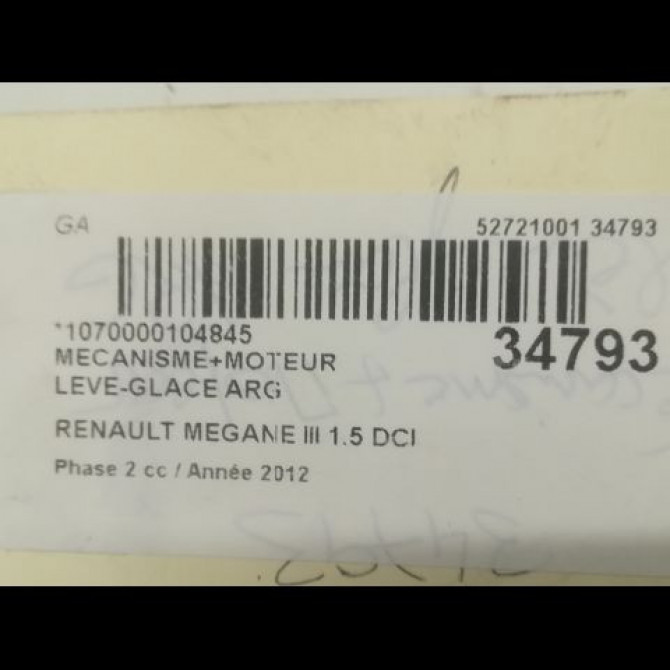 GA
52721001 34793
*1070000104845
34793
MECANISME+MOTEUR
LEVE-GLACE ARG
RENAULT MEGANE III 1.5 DCI
Phase 2 cc / Année 2012
34793